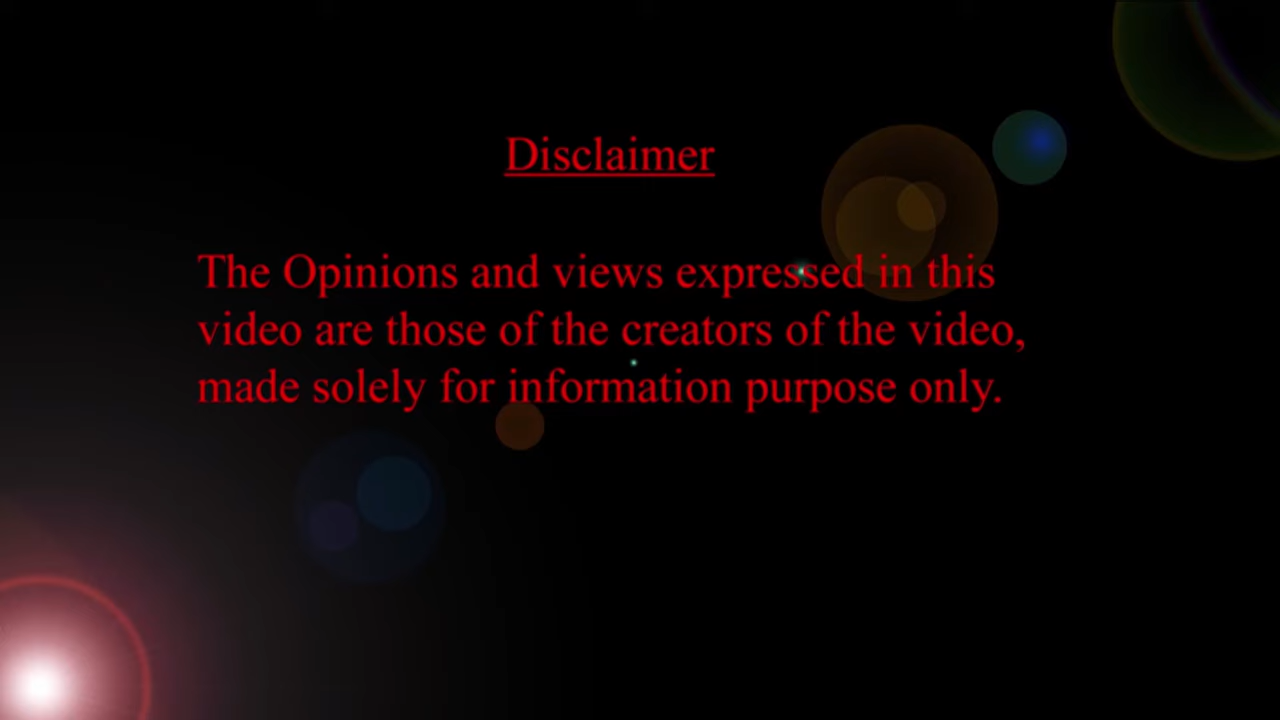 Disclaimer
The Opinions and views expressed in this
video are those of the creators of the video,
made solely for information purpose only.